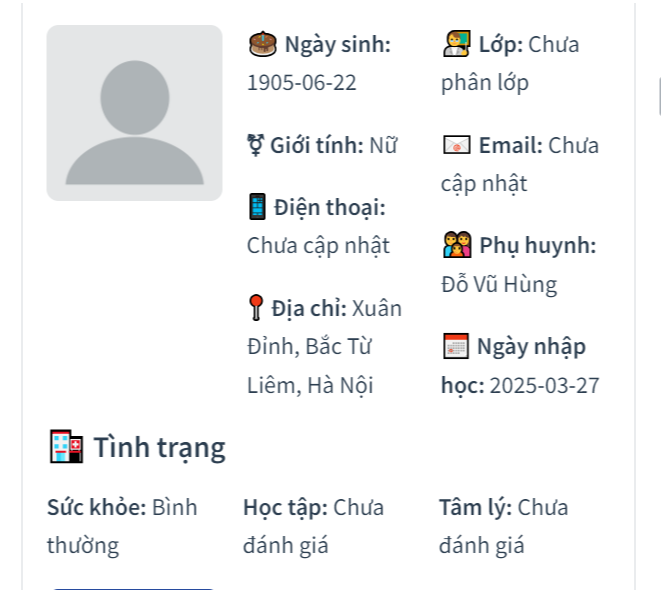 Ngày sinh:
1905-06-22
Giới tính: Nữ
Điện thoại:
Chưa cập nhật
Địa chỉ: Xuân
Đỉnh, Bắc Từ
Liêm, Hà Nội
Lớp: Chưa
phân lớp
Email: Chưa
cập nhật
Phụ huynh:
Đỗ Vũ Hùng
Ngày nhập
học: 2025-03-27
Tình trạng
Sức khỏe: Bình
thường
Học tập: Chưa
đánh giá
Tâm lý: Chưa
đánh giá